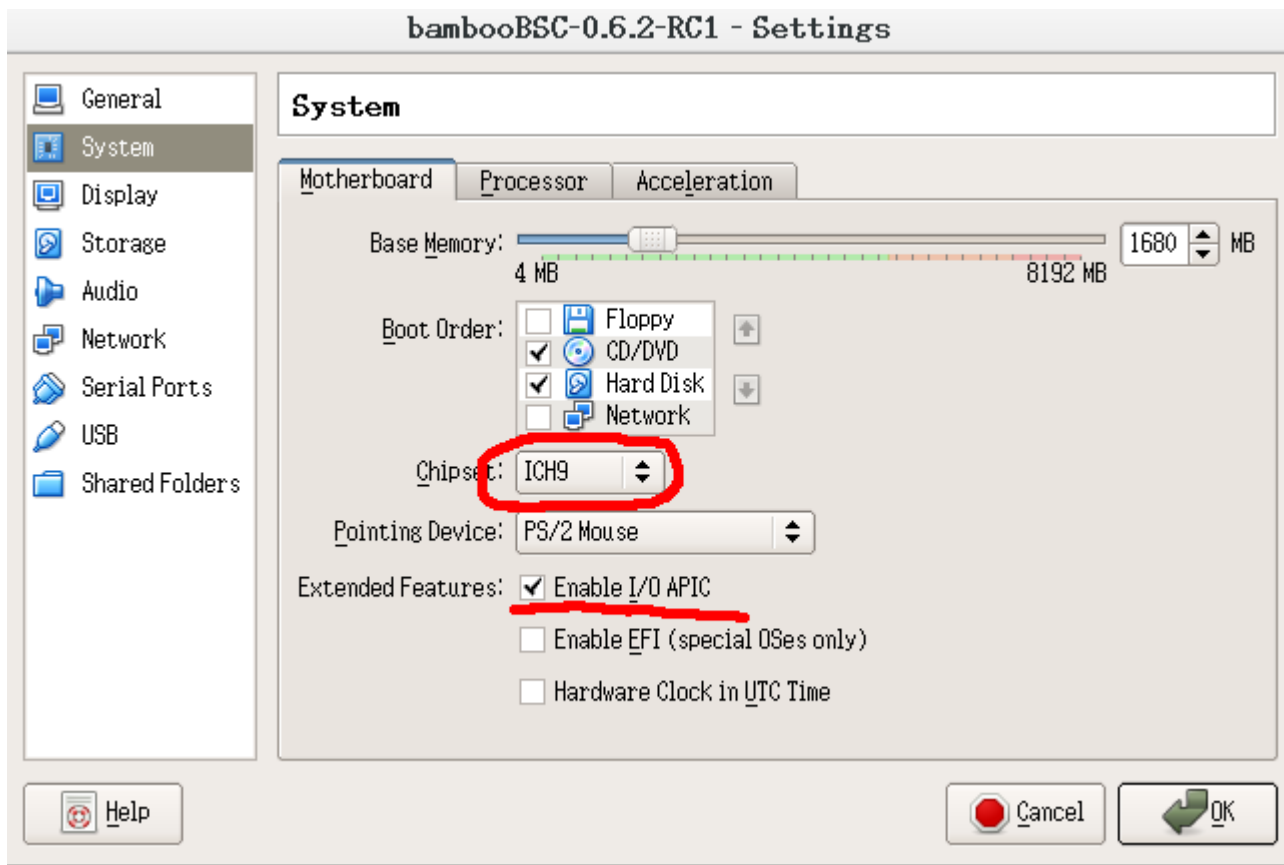 bambooBSC-0.6.2-RC1 - Settings
General
System
Display
Storage
Audio
Network
Serial Ports
USB
Shared Folders
System
Motherboard Processor Acceleration
Base Memory: 1680 MB
4 MB 8192 MB
Boot Order: Floppy
CD/DVD
Hard Disk
Network
Chipset: ICH9
Pointing Device: PS/2 Mouse
Extended Features: Enable I/O APIC
Enable EFI (special OSes only)
Hardware Clock in UTC Time
Help Cancel OK